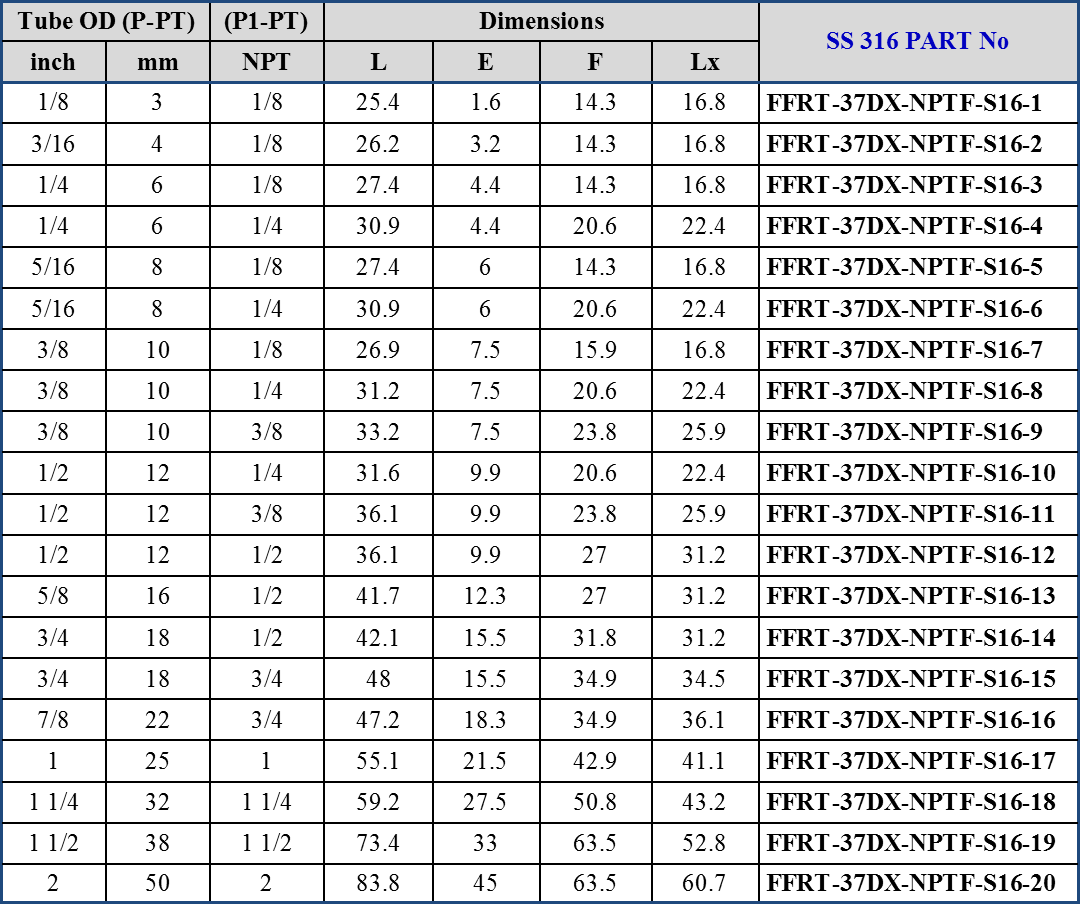 Tube OD (P-PT) (P1-PT) Dimensions SS 316 PART No
inch mm NPT L E F Lx
1/8 3 1/8 25.4 1.6 14.3 16.8 FFRT-37DX-NPTF-S16-1
3/16 4 1/8 26.2 3.2 14.3 16.8 FFRT-37DX-NPTF-S16-2
1/4 6 1/8 27.4 4.4 14.3 16.8 FFRT-37DX-NPTF-S16-3
1/4 6 1/4 30.9 4.4 20.6 22.4 FFRT-37DX-NPTF-S16-4
5/16 8 1/8 27.4 6 14.3 16.8 FFRT-37DX-NPTF-S16-5
5/16 8 1/4 30.9 6 20.6 22.4 FFRT-37DX-NPTF-S16-6
3/8 10 1/8 26.9 7.5 15.9 16.8 FFRT-37DX-NPTF-S16-7
3/8 10 1/4 31.2 7.5 20.6 22.4 FFRT-37DX-NPTF-S16-8
3/8 10 3/8 33.2 7.5 23.8 25.9 FFRT-37DX-NPTF-S16-9
1/2 12 1/4 31.6 9.9 20.6 22.4 FFRT-37DX-NPTF-S16-10
1/2 12 3/8 36.1 9.9 23.8 25.9 FFRT-37DX-NPTF-S16-11
1/2 12 1/2 36.1 9.9 27 31.2 FFRT-37DX-NPTF-S16-12
5/8 16 1/2 41.7 12.3 27 31.2 FFRT-37DX-NPTF-S16-13
3/4 18 1/2 42.1 15.5 31.8 31.2 FFRT-37DX-NPTF-S16-14
3/4 18 3/4 48 15.5 34.9 34.5 FFRT-37DX-NPTF-S16-15
7/8 22 3/4 47.2 18.3 34.9 36.1 FFRT-37DX-NPTF-S16-16
1 25 1 55.1 21.5 42.9 41.1 FFRT-37DX-NPTF-S16-17
1 1/4 32 1 1/4 59.2 27.5 50.8 43.2 FFRT-37DX-NPTF-S16-18
1 1/2 38 1 1/2 73.4 33 63.5 52.8 FFRT-37DX-NPTF-S16-19
2 50 2 83.8 45 63.5 60.7 FFRT-37DX-NPTF-S16-20